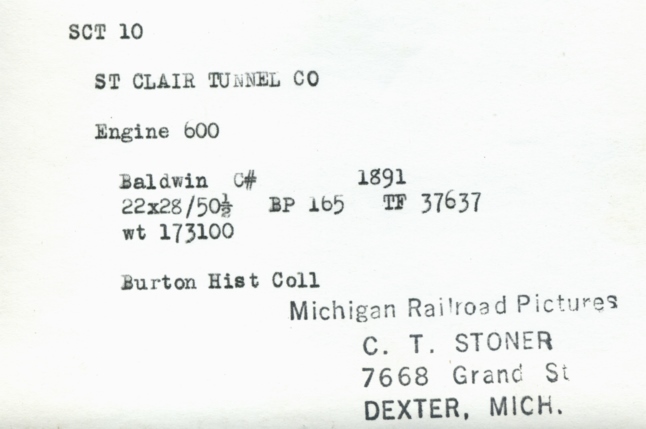 SCT 10
ST CLAIR TUNNEL CO
Engine 600
Baldwin C# 1891
22x28/50½ BP 165 TF 37637
wt 173100
Burton Hist Coll
Michigan Railroad Pictures
C. T. STONER
7668 Grand St
DEXTER, MICH.